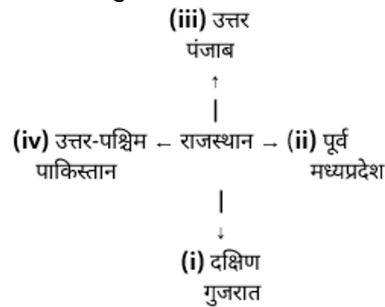 (iii) उत्तर
पंजाब
↑
|
(iv) उत्तर-पश्चिम ← राजस्थान → (ii) पूर्व
पाकिस्तान मध्यप्रदेश
|
↓
(i) दक्षिण
गुजरात